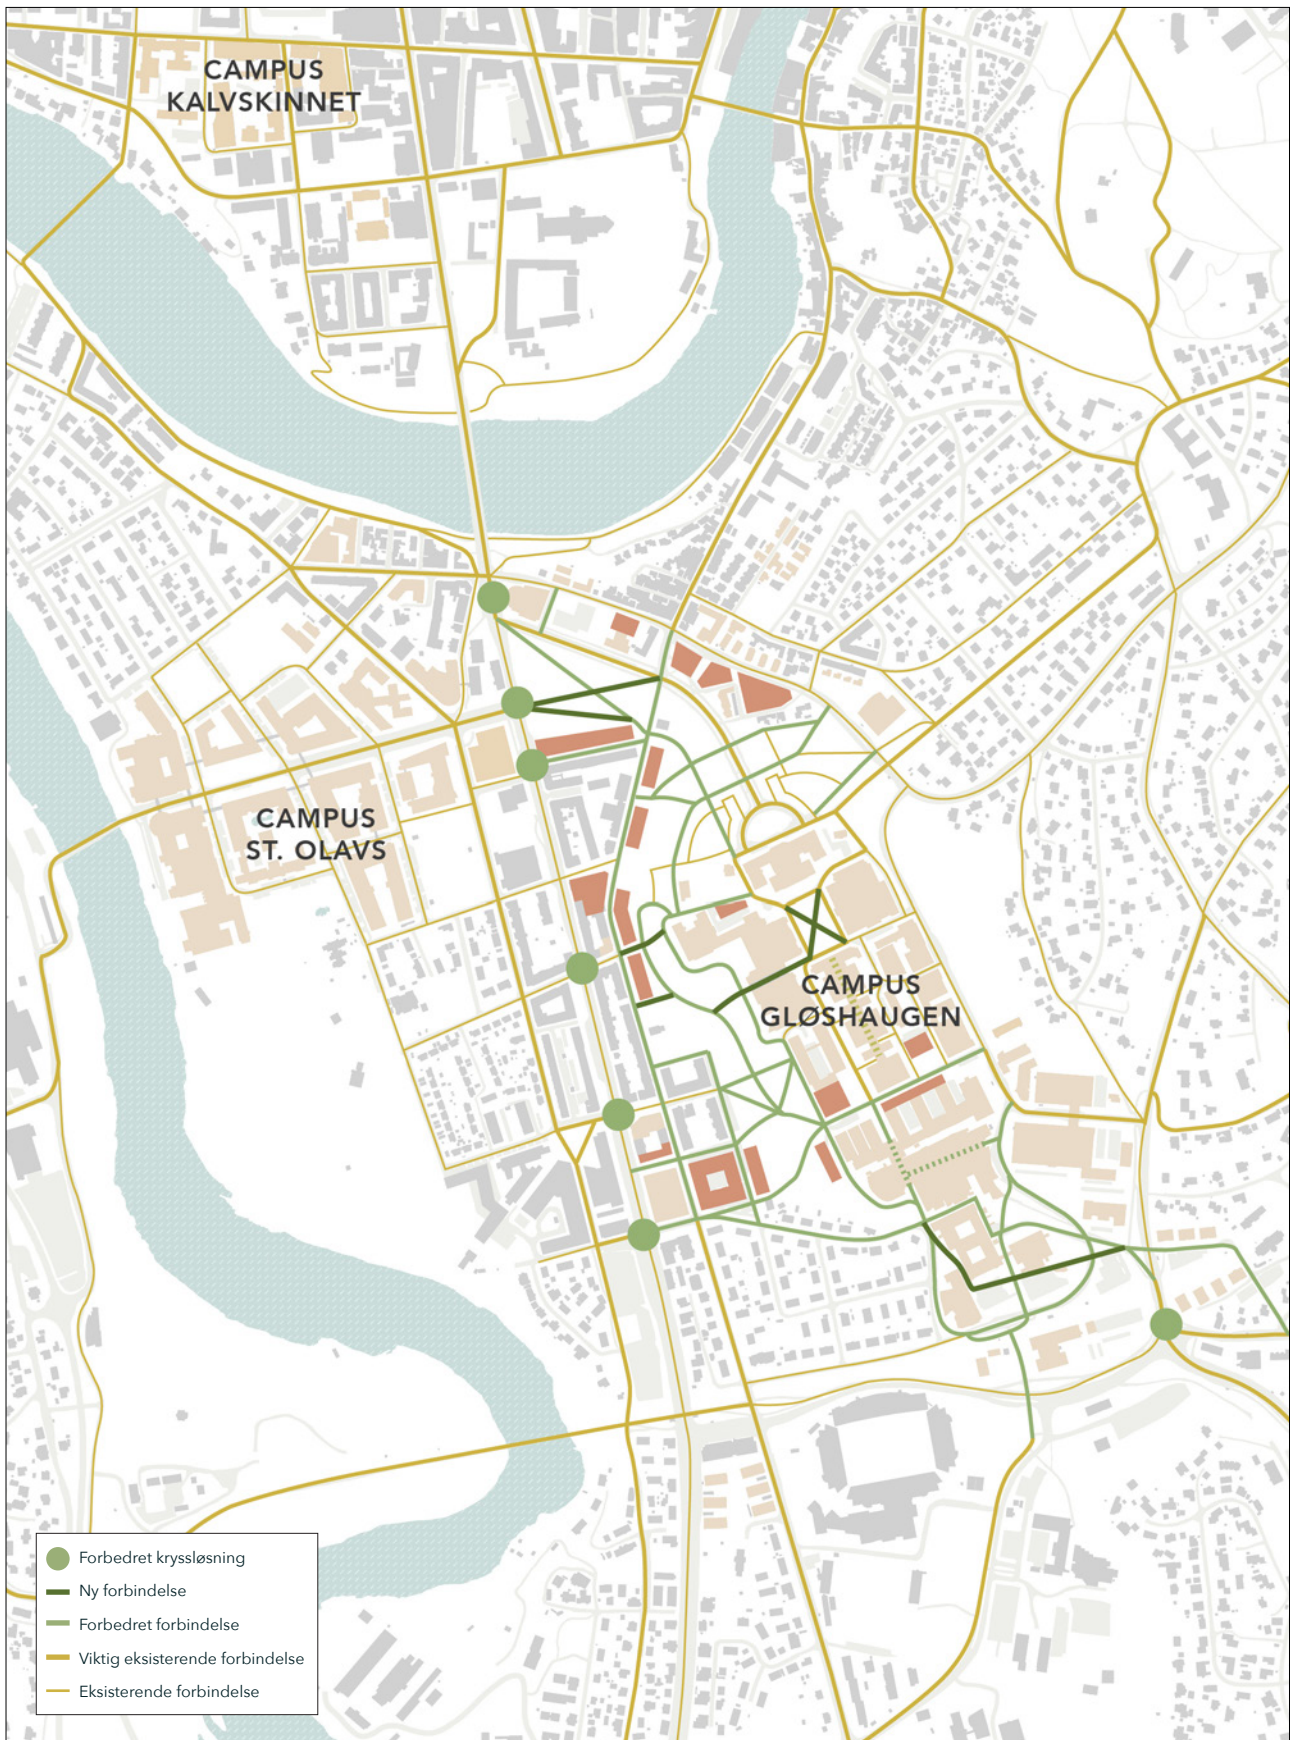 CAMPUS
KALVSKINNET
CAMPUS
ST. OLAVS
CAMPUS
GLØSHAUGEN
Forbedret kryssløsning
Ny forbindelse
Forbedret forbindelse
Viktig eksisterende forbindelse
Eksisterende forbindelse